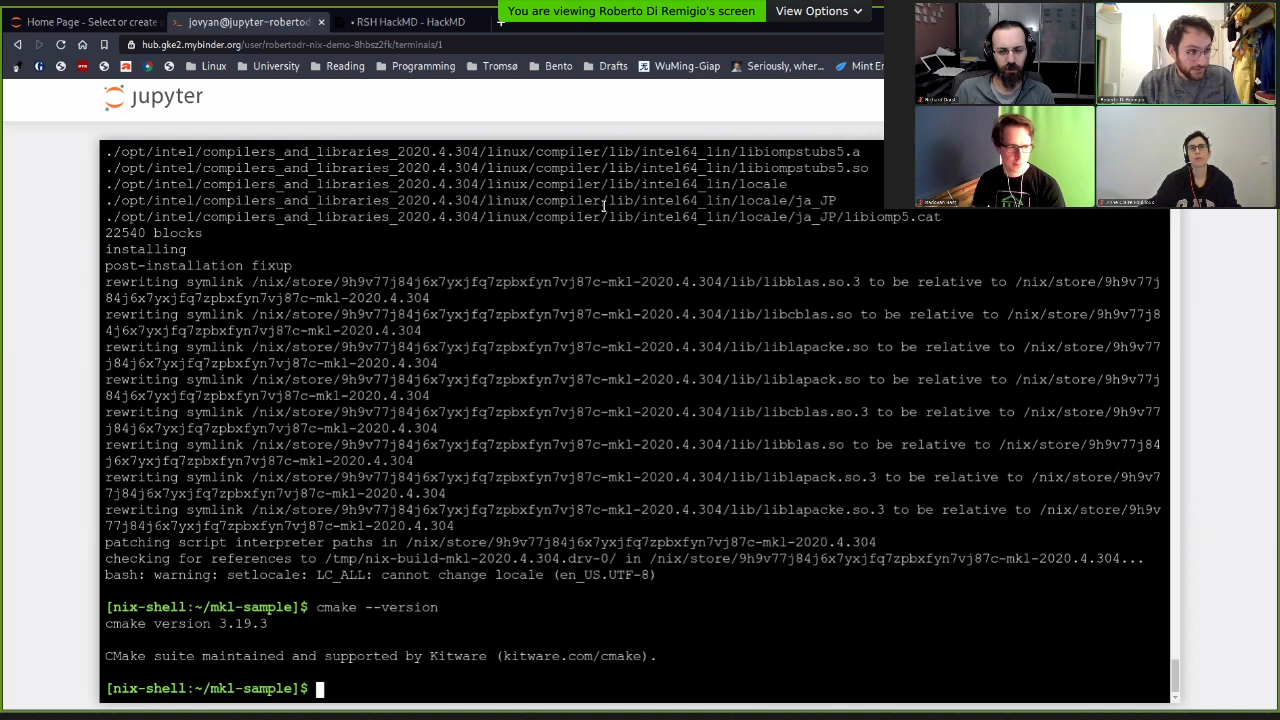 You are viewing Roberto Di Remigio's screen
View Options
Home Page - Select or create
jovyan@jupyter-robertod
RSH HackMD - HackMD
hub.gke2.mybinder.org/user/robertodr-nix-demo-8hbsz2fk/terminals/1
Linux University Reading Programming Tromsø Bento Drafts WuMing-Giap Seriously, wher... Mint Em
jupyter
Richard Darst
Roberto Di Remigio
Radovan Bast
Anne Claire Fouilloux
./opt/intel/compilers_and_libraries_2020.4.304/linux/compiler/lib/intel64_lin/libiompstubs5.a
./opt/intel/compilers_and_libraries_2020.4.304/linux/compiler/lib/intel64_lin/libiompstubs5.so
./opt/intel/compilers_and_libraries_2020.4.304/linux/compiler/lib/intel64_lin/locale
./opt/intel/compilers_and_libraries_2020.4.304/linux/compiler/lib/intel64_lin/locale/ja_JP
./opt/intel/compilers_and_libraries_2020.4.304/linux/compiler/lib/intel64_lin/locale/ja_JP/libiomp5.cat
22540 blocks
installing
post-installation fixup
rewriting symlink /nix/store/9h9v77j84j6x7yxjfq7zpbxfyn7vj87c-mkl-2020.4.304/lib/libblas.so.3 to be relative to /nix/store/9h9v77j
84j6x7yxjfq7zpbxfyn7vj87c-mkl-2020.4.304
rewriting symlink /nix/store/9h9v77j84j6x7yxjfq7zpbxfyn7vj87c-mkl-2020.4.304/lib/libcblas.so to be relative to /nix/store/9h9v77j8
4j6x7yxjfq7zpbxfyn7vj87c-mkl-2020.4.304
rewriting symlink /nix/store/9h9v77j84j6x7yxjfq7zpbxfyn7vj87c-mkl-2020.4.304/lib/liblapacke.so to be relative to /nix/store/9h9v77
j84j6x7yxjfq7zpbxfyn7vj87c-mkl-2020.4.304
rewriting symlink /nix/store/9h9v77j84j6x7yxjfq7zpbxfyn7vj87c-mkl-2020.4.304/lib/liblapack.so to be relative to /nix/store/9h9v77j
84j6x7yxjfq7zpbxfyn7vj87c-mkl-2020.4.304
rewriting symlink /nix/store/9h9v77j84j6x7yxjfq7zpbxfyn7vj87c-mkl-2020.4.304/lib/libcblas.so.3 to be relative to /nix/store/9h9v77
j84j6x7yxjfq7zpbxfyn7vj87c-mkl-2020.4.304
rewriting symlink /nix/store/9h9v77j84j6x7yxjfq7zpbxfyn7vj87c-mkl-2020.4.304/lib/libblas.so to be relative to /nix/store/9h9v77j84
j6x7yxjfq7zpbxfyn7vj87c-mkl-2020.4.304
rewriting symlink /nix/store/9h9v77j84j6x7yxjfq7zpbxfyn7vj87c-mkl-2020.4.304/lib/liblapack.so.3 to be relative to /nix/store/9h9v7
7j84j6x7yxjfq7zpbxfyn7vj87c-mkl-2020.4.304
rewriting symlink /nix/store/9h9v77j84j6x7yxjfq7zpbxfyn7vj87c-mkl-2020.4.304/lib/liblapacke.so.3 to be relative to /nix/store/9h9v
77j84j6x7yxjfq7zpbxfyn7vj87c-mkl-2020.4.304
patching script interpreter paths in /nix/store/9h9v77j84j6x7yxjfq7zpbxfyn7vj87c-mkl-2020.4.304
checking for references to /tmp/nix-build-mkl-2020.4.304.drv-0/ in /nix/store/9h9v77j84j6x7yxjfq7zpbxfyn7vj87c-mkl-2020.4.304...
bash: warning: setlocale: LC_ALL: cannot change locale (en_US.UTF-8)
[nix-shell:~/mkl-sample]$ cmake --version
cmake version 3.19.3
CMake suite maintained and supported by Kitware (kitware.com/cmake).
[nix-shell:~/mkl-sample]$